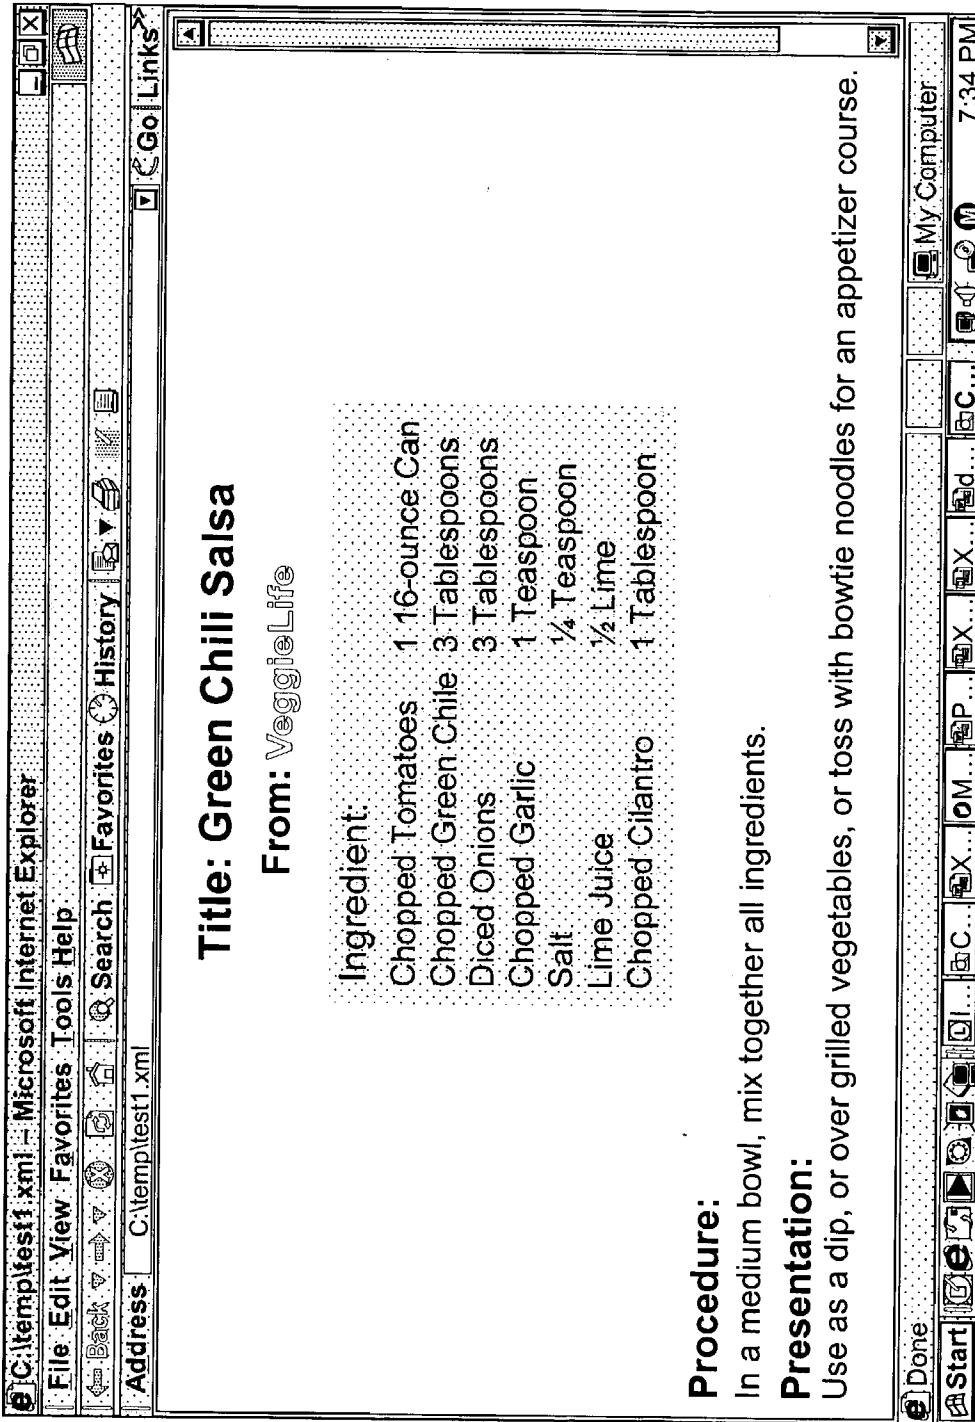 C:\temp\test1.xml – Microsoft Internet Explorer
File Edit View Favorites Tools Help
Back Search Favorites History
Address C:\temp\test1.xml Go Links >>
Title: Green Chili Salsa
From: VeggieLife
Ingredient:
Chopped Tomatoes 1 16-ounce Can
Chopped Green Chile 3 Tablespoons
Diced Onions 3 Tablespoons
Chopped Garlic 1 Teaspoon
Salt ¼ Teaspoon
Lime Juice ½ Lime
Chopped Cilantro 1 Tablespoon
Procedure:
In a medium bowl, mix together all ingredients.
Presentation:
Use as a dip, or over grilled vegetables, or toss with bowtie noodles for an appetizer course.
Done My Computer
Start I... C... X... M... P... X... X... d... C... M 7:34 PM